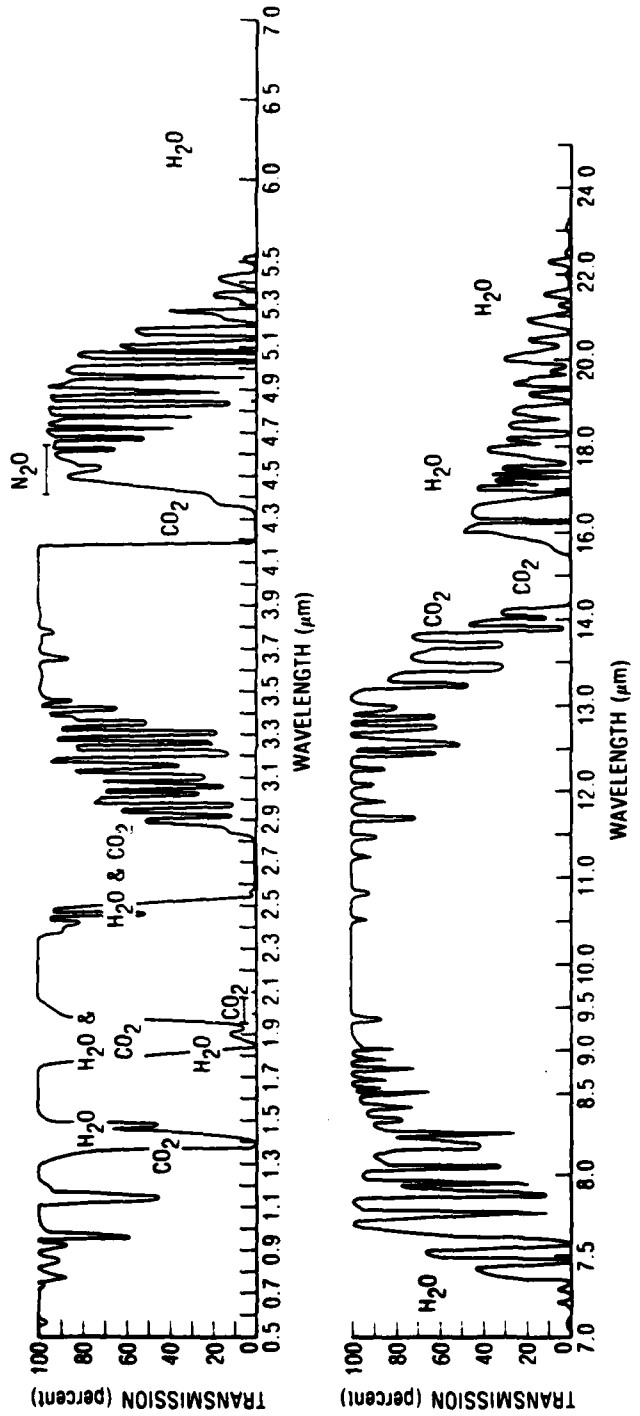 TRANSMISSION (percent)
100
80
60
40
20
0
H2O
CO2
H2O &
CO2
H2O
CO2
H2O & CO2
CO2
N2O
H2O
0.5 0.7 0.9 1.1 1.3 1.5 1.7 1.9 2.1 2.3 2.5 2.7 2.9 3.1 3.3 3.5 3.7 3.9 4.1 4.3 4.5 4.7 4.9 5.1 5.3 5.5 6.0 6.5 7.0
WAVELENGTH (µm)
TRANSMISSION (percent)
100
80
60
40
20
0
H2O
CO2
CO2
H2O
H2O
7.0 7.5 8.0 8.5 9.0 9.5 10.0 11.0 12.0 13.0 14.0 16.0 18.0 20.0 22.0 24.0
WAVELENGTH (µm)